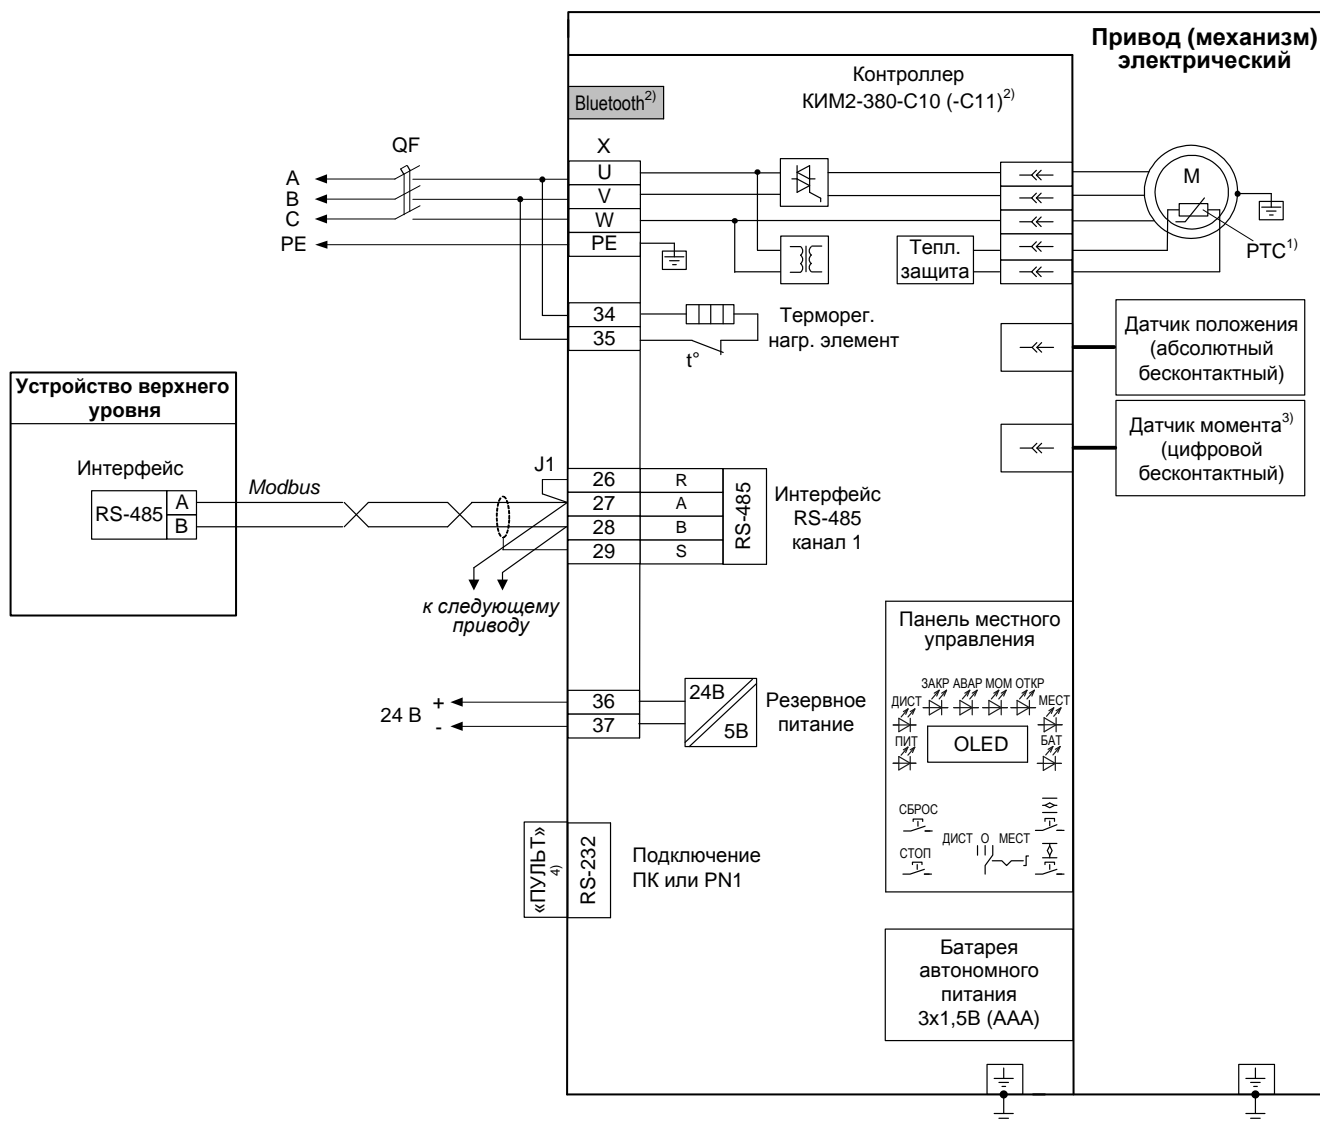 Привод (механизм)
электрический
Контроллер
КИМ2-380-С10 (-С11)2)
Bluetooth2)
QF
X
A
B
C
PE
U
V
W
PE
M
PTC1)
Тепл.
защита
34
35
Терморег.
нагр. элемент
t°
Датчик положения
(абсолютный
бесконтактный)
Датчик момента3)
(цифровой
бесконтактный)
Устройство верхнего
уровня
Интерфейс
RS-485
A
B
Modbus
J1
26 R
27 A
28 B
29 S
RS-485
Интерфейс
RS-485
канал 1
к следующему
приводу
Панель местного
управления
ЗАКР АВАР МОМ ОТКР
ДИСТ МЕСТ
ПИТ БАТ
OLED
СБРОС
СТОП
ДИСТ О МЕСТ
24 В
+
-
36
37
24В
5В
Резервное
питание
«ПУЛЬТ»
4)
RS-232
Подключение
ПК или PN1
Батарея
автономного
питания
3x1,5В (ААА)